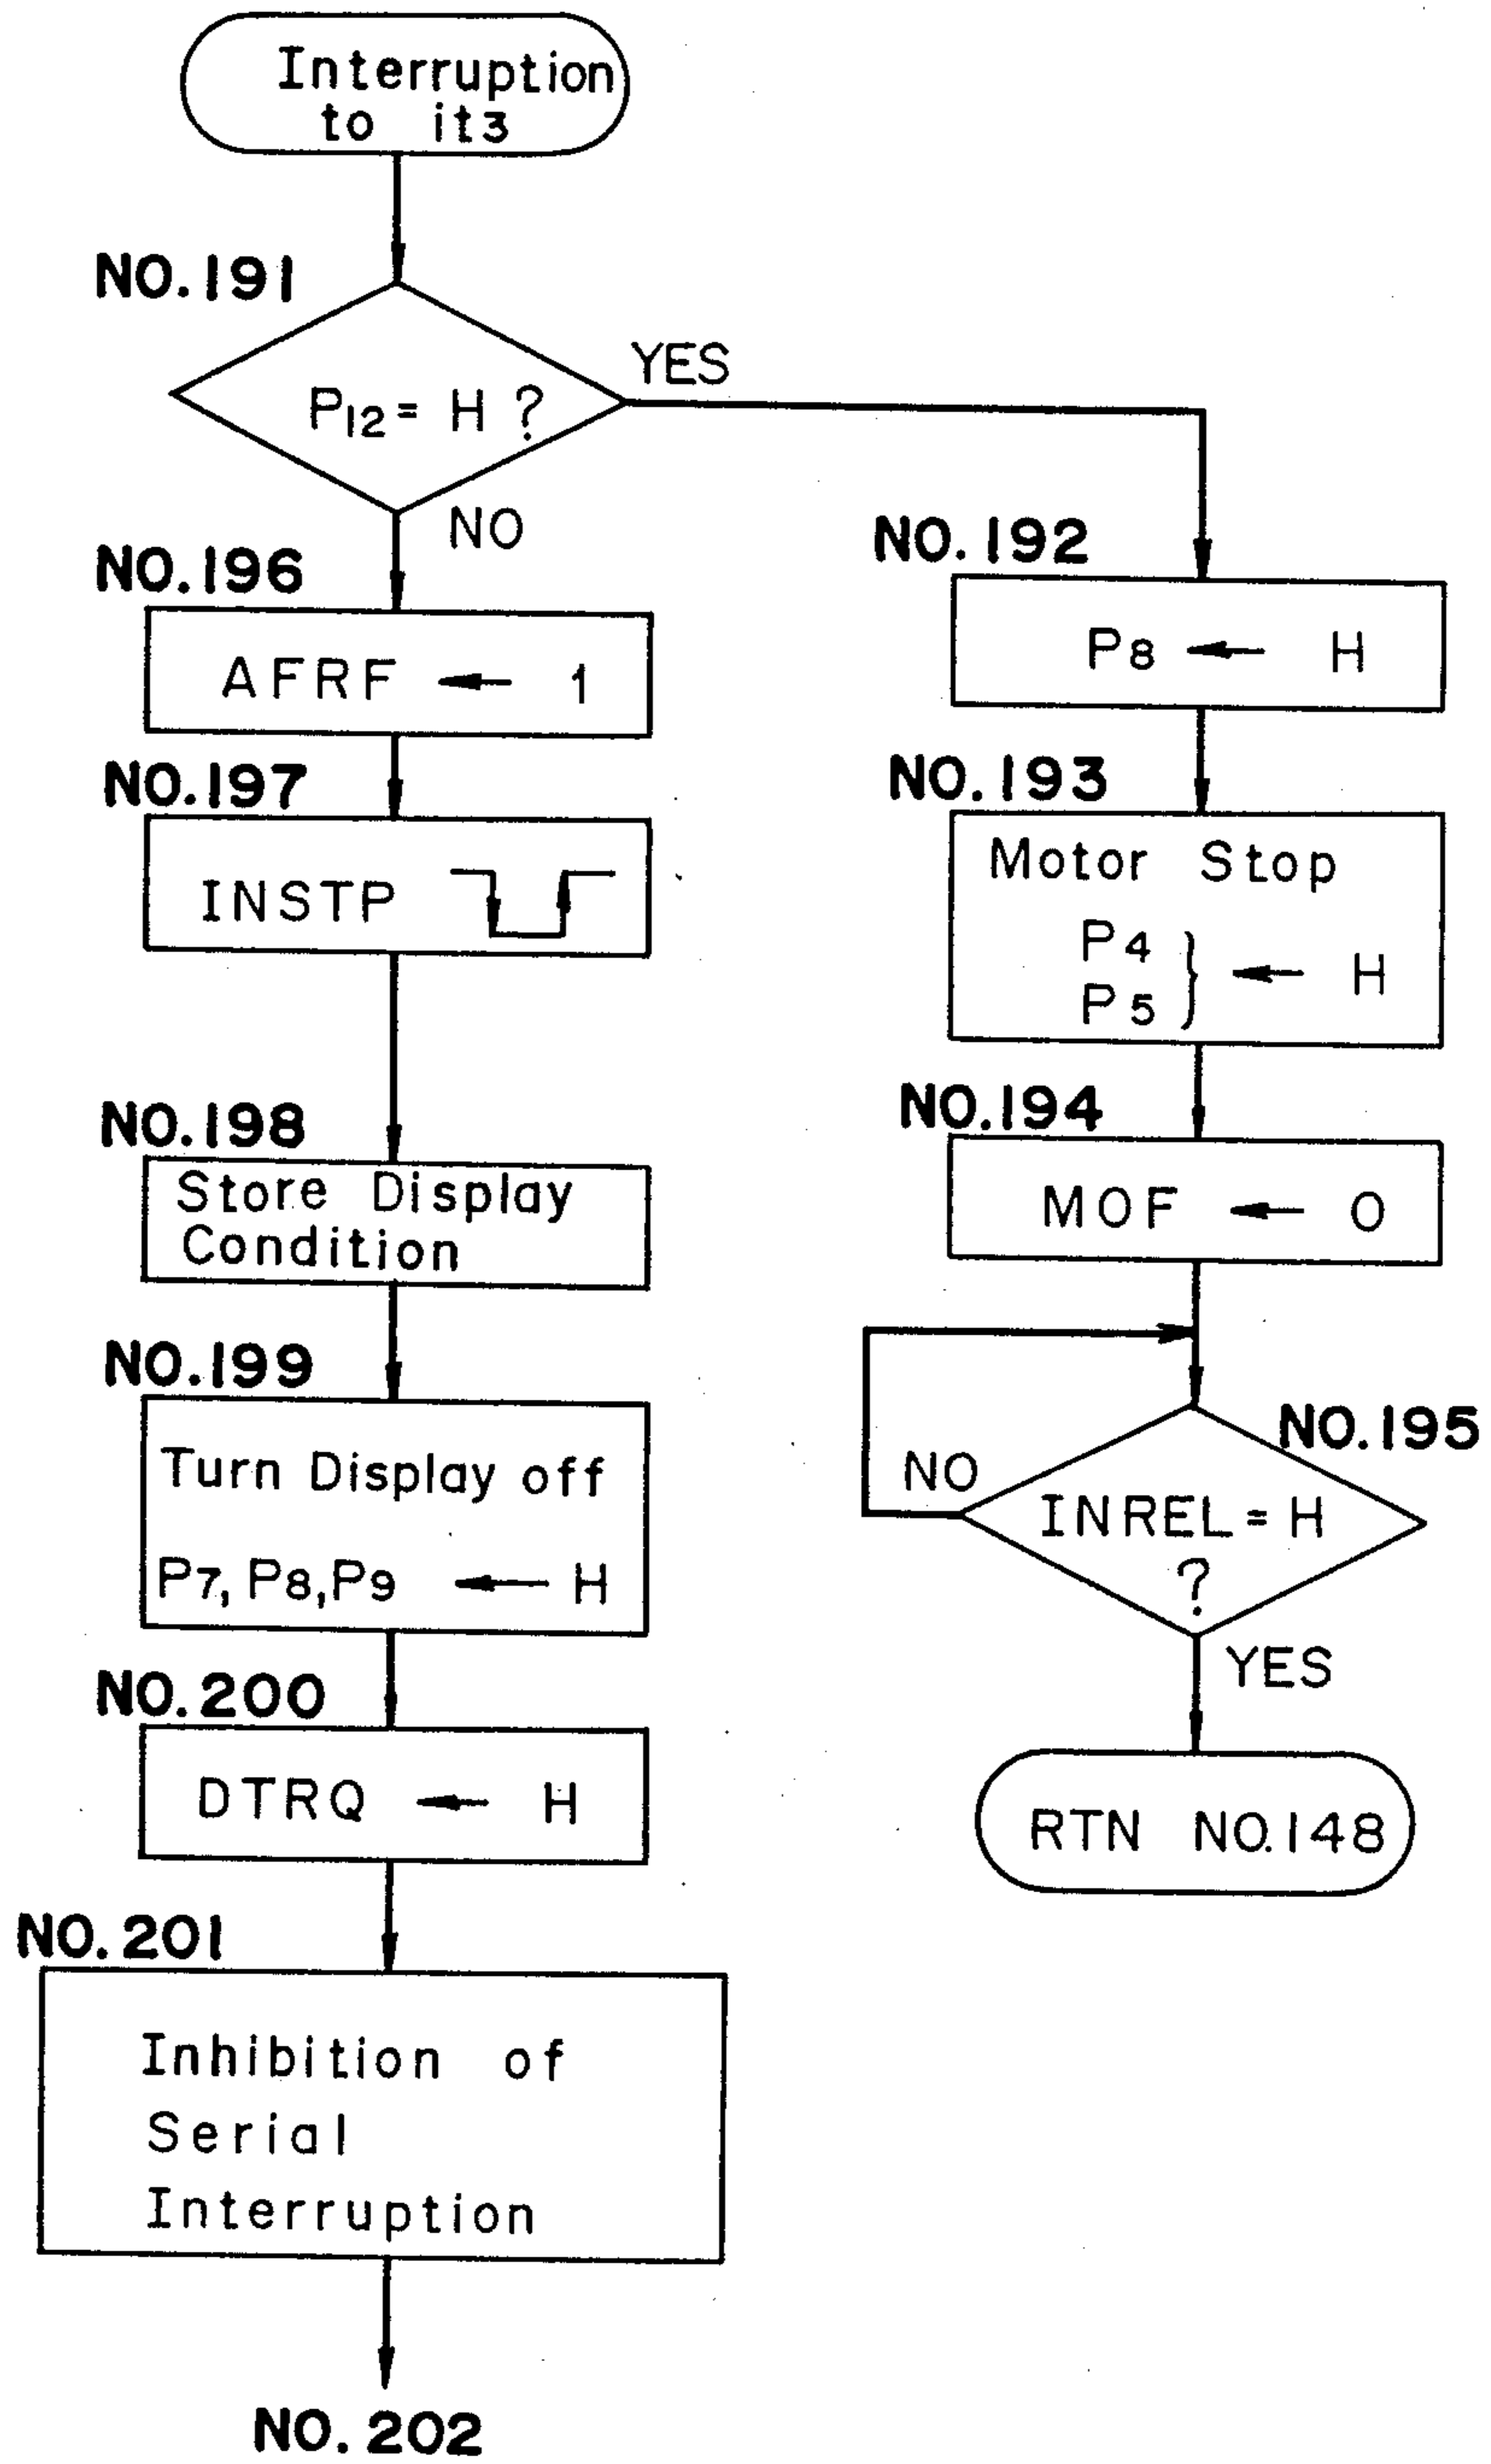 Interruption
to it3
NO.191
P12= H ?
YES
NO
NO.196
AFRF ← 1
NO.197
INSTP
NO.198
Store Display
Condition
NO.199
Turn Display off
P7, P8, P9 ← H
NO.200
DTRQ ← H
NO.201
Inhibition of
Serial
Interruption
NO.202
NO.192
P8 ← H
NO.193
Motor Stop
P4
P5 } ← H
NO.194
MOF ← O
NO.195
NO
INREL = H
?
YES
RTN NO.148